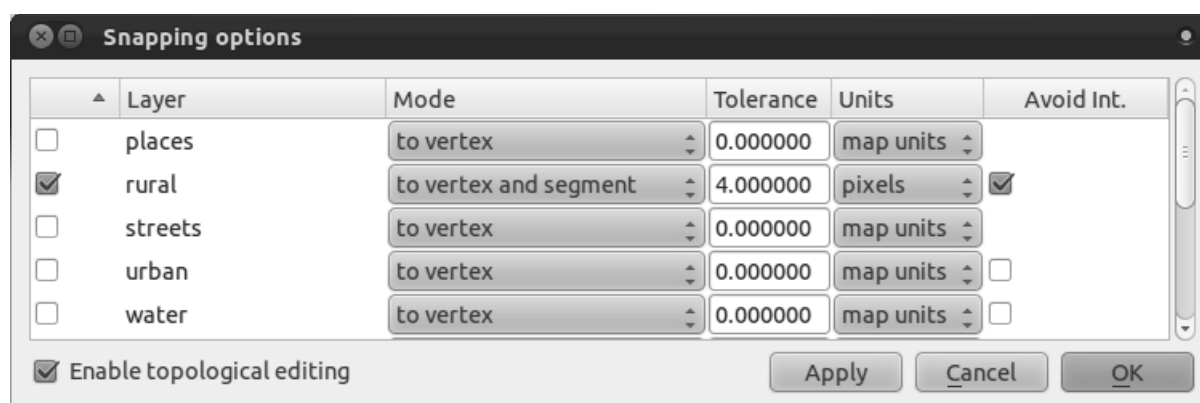 Snapping options
Layer Mode Tolerance Units Avoid Int.
places to vertex 0.000000 map units
rural to vertex and segment 4.000000 pixels
streets to vertex 0.000000 map units
urban to vertex 0.000000 map units
water to vertex 0.000000 map units
Enable topological editing Apply Cancel OK